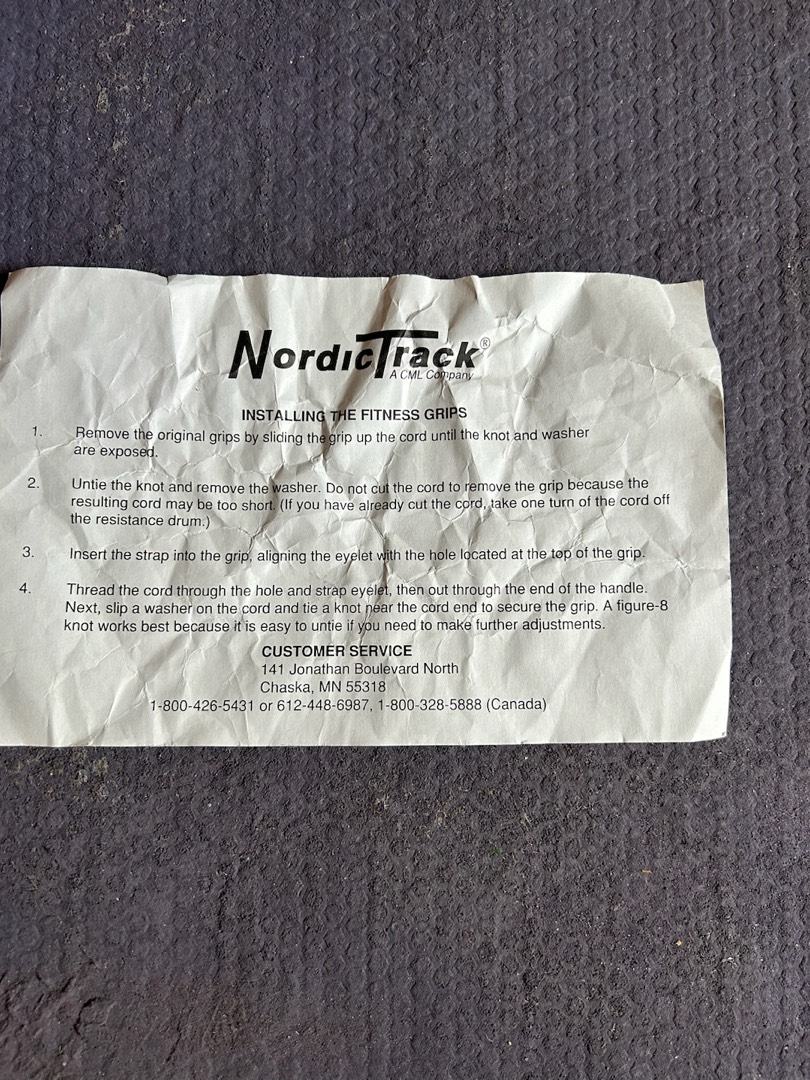 NordicTrack®
A CML Company
INSTALLING THE FITNESS GRIPS
1. Remove the original grips by sliding the grip up the cord until the knot and washer
are exposed.
2. Untie the knot and remove the washer. Do not cut the cord to remove the grip because the
resulting cord may be too short. (If you have already cut the cord, take one turn of the cord off
the resistance drum.)
3. Insert the strap into the grip, aligning the eyelet with the hole located at the top of the grip.
4. Thread the cord through the hole and strap eyelet, then out through the end of the handle.
Next, slip a washer on the cord and tie a knot near the cord end to secure the grip. A figure-8
knot works best because it is easy to untie if you need to make further adjustments.
CUSTOMER SERVICE
141 Jonathan Boulevard North
Chaska, MN 55318
1-800-426-5431 or 612-448-6987, 1-800-328-5888 (Canada)